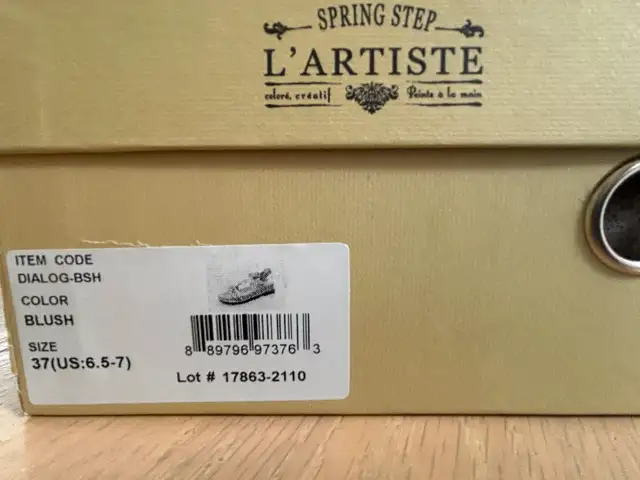 SPRING STEP
L'ARTISTE
coloré, créatif Peinte à la main
ITEM CODE
DIALOG-BSH
COLOR
BLUSH
SIZE
37(US:6.5-7)
8 89796 97376 3
Lot # 17863-2110